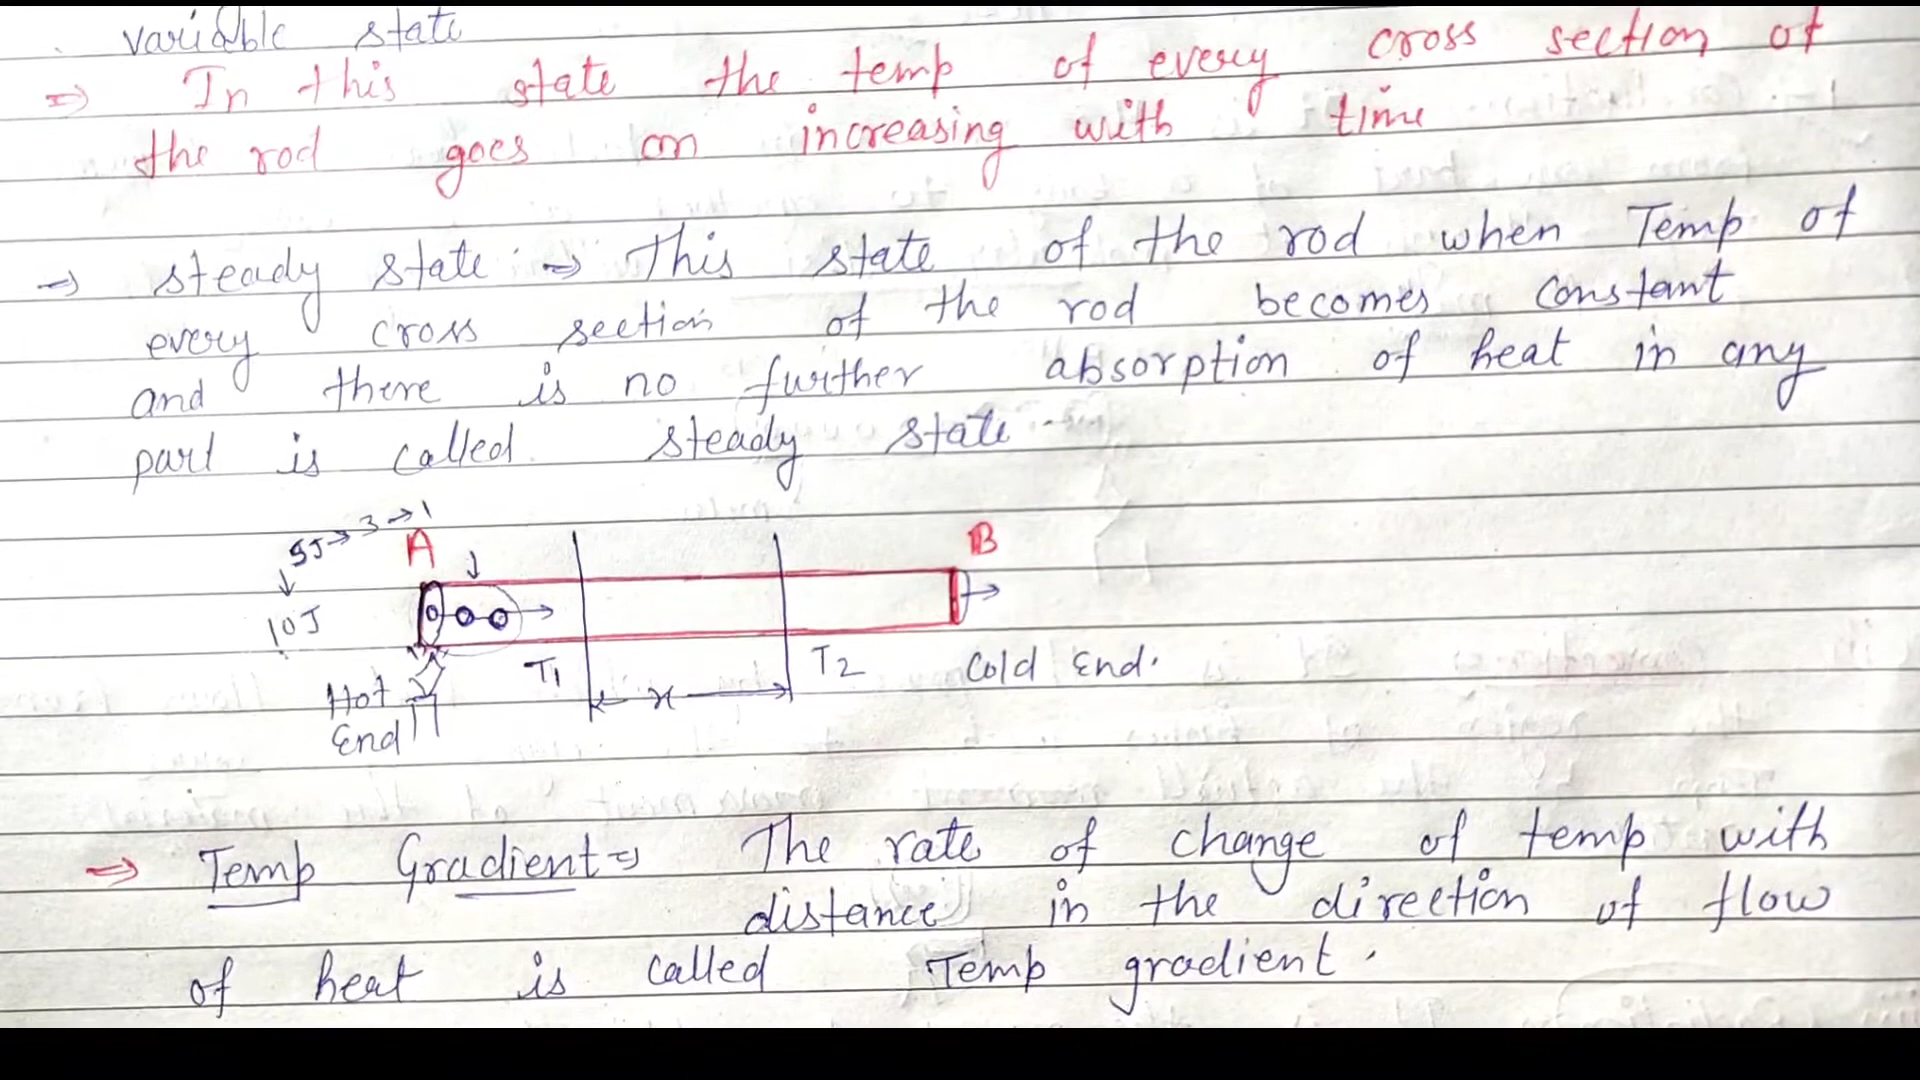 variable state
⇒ In this state the temp of every cross section of
the rod goes on increasing with time
→ steady state :⇒ This state of the rod when Temp of
every cross section of the rod becomes constant
and there is no further absorption of heat in any
part is called steady state
5J → 3 → 1
A
B
10J
T1
x
T2
Cold End.
Hot
End
⇒ Temp Gradient ⇒ The rate of change of temp with
distance in the direction of flow
of heat is called Temp gradient.